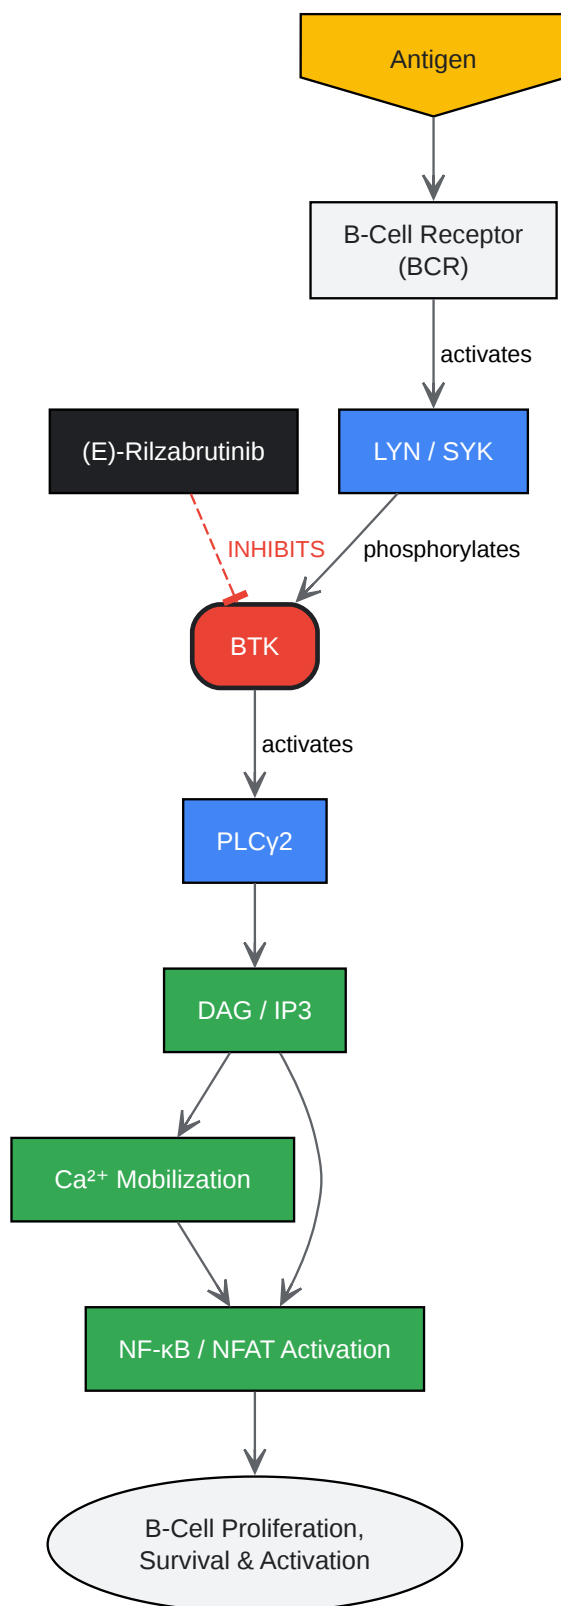 Antigen
B-Cell Receptor
(BCR)
activates
(E)-Rilzabrutinib
LYN / SYK
INHIBITS
phosphorylates
BTK
activates
PLCγ2
DAG / IP3
Ca²⁺ Mobilization
NF-κB / NFAT Activation
B-Cell Proliferation,
Survival & Activation